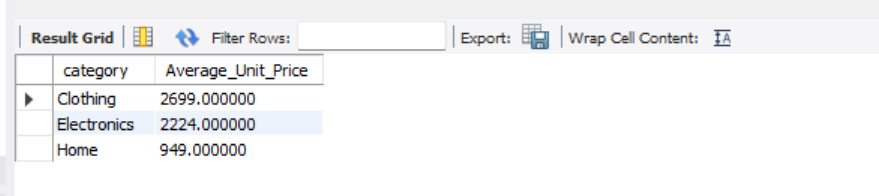 Result Grid Filter Rows: Export: Wrap Cell Content: IA
category Average_Unit_Price
Clothing 2699.000000
Electronics 2224.000000
Home 949.000000